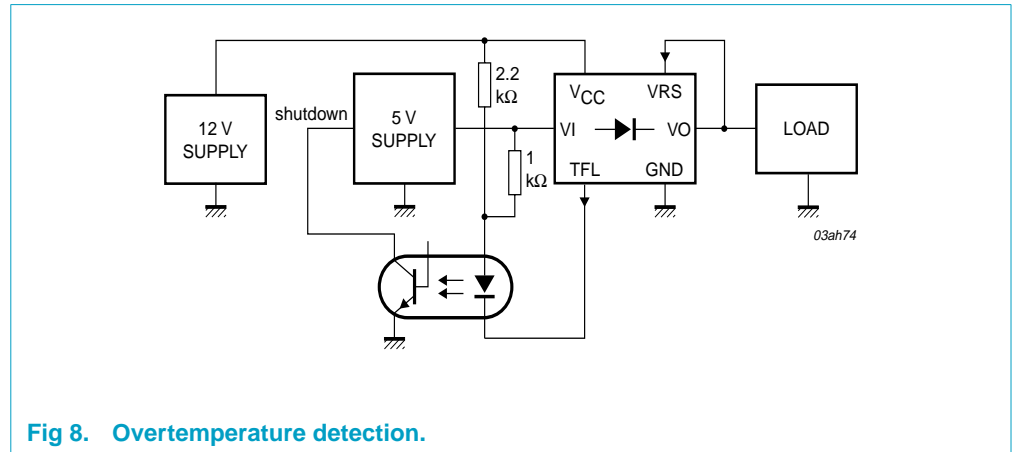 12 V
SUPPLY
shutdown
5 V
SUPPLY
2.2
kΩ
1
kΩ
VCC
VRS
VI
VO
TFL
GND
LOAD
03ah74
Fig 8. Overtemperature detection.